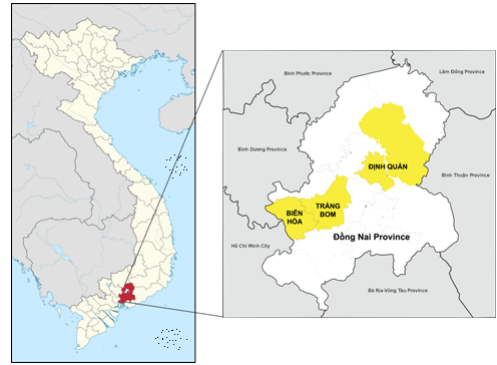 Bình Phước Province
Lâm Đồng Province
Bình Dương Province
ĐỊNH QUÁN
Bình Thuận Province
BIÊN
HÒA
TRẢNG
BOM
Đồng Nai Province
Hồ Chí Minh City
Bà Rịa-Vũng Tàu Province